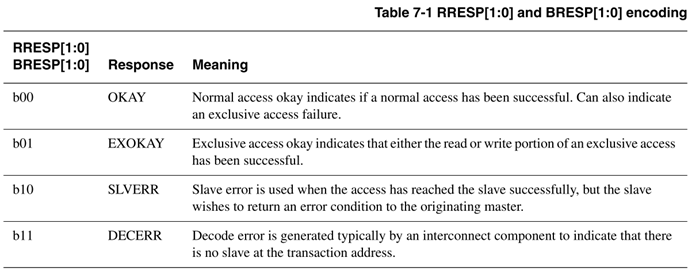 Table 7-1 RRESP[1:0] and BRESP[1:0] encoding
RRESP[1:0]
BRESP[1:0] Response Meaning
b00 OKAY Normal access okay indicates if a normal access has been successful. Can also indicate
an exclusive access failure.
b01 EXOKAY Exclusive access okay indicates that either the read or write portion of an exclusive access
has been successful.
b10 SLVERR Slave error is used when the access has reached the slave successfully, but the slave
wishes to return an error condition to the originating master.
b11 DECERR Decode error is generated typically by an interconnect component to indicate that there
is no slave at the transaction address.